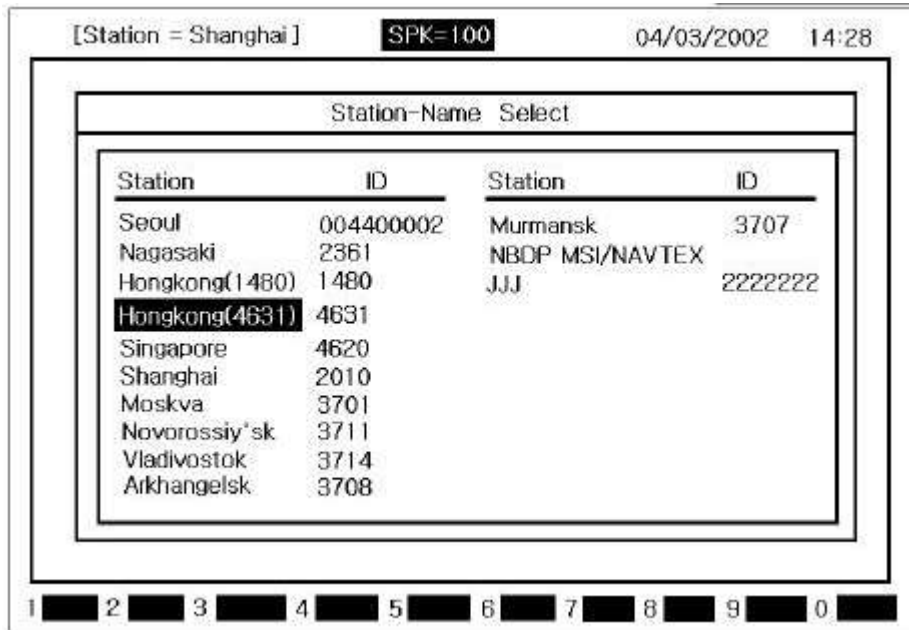 [Station = Shanghai] SPK=100 04/03/2002 14:28
Station-Name Select
Station ID Station ID
Seoul 004400002 Murmansk 3707
Nagasaki 2361 NBDP MSI/NAVTEX
Hongkong(1480) 1480 JJJ 2222222
Hongkong(4631) 4631
Singapore 4620
Shanghai 2010
Moskva 3701
Novorossiy'sk 3711
Vladivostok 3714
Arkhangelsk 3708
1 2 3 4 5 6 7 8 9 0